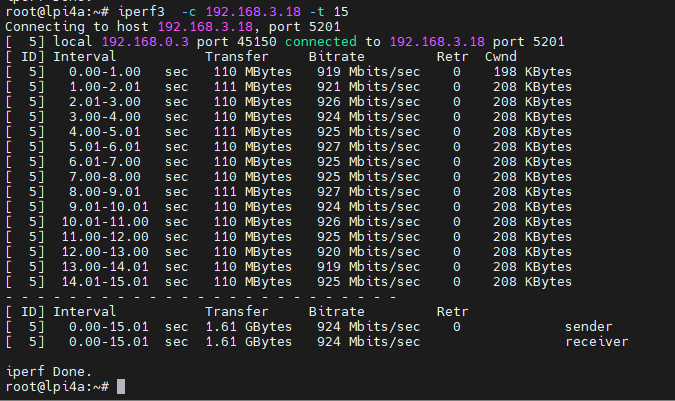 root@lpi4a:~# iperf3  -c 192.168.3.18 -t 15
Connecting to host 192.168.3.18, port 5201
[  5] local 192.168.0.3 port 45150 connected to 192.168.3.18 port 5201
[ ID] Interval           Transfer     Bitrate         Retr  Cwnd
[  5]   0.00-1.00   sec   110 MBytes   919 Mbits/sec    0    198 KBytes
[  5]   1.00-2.01   sec   111 MBytes   921 Mbits/sec    0    208 KBytes
[  5]   2.01-3.00   sec   110 MBytes   926 Mbits/sec    0    208 KBytes
[  5]   3.00-4.00   sec   110 MBytes   924 Mbits/sec    0    208 KBytes
[  5]   4.00-5.01   sec   111 MBytes   925 Mbits/sec    0    208 KBytes
[  5]   5.01-6.01   sec   110 MBytes   927 Mbits/sec    0    208 KBytes
[  5]   6.01-7.00   sec   110 MBytes   925 Mbits/sec    0    208 KBytes
[  5]   7.00-8.00   sec   110 MBytes   925 Mbits/sec    0    208 KBytes
[  5]   8.00-9.01   sec   111 MBytes   927 Mbits/sec    0    208 KBytes
[  5]   9.01-10.01  sec   110 MBytes   924 Mbits/sec    0    208 KBytes
[  5]  10.01-11.00  sec   110 MBytes   926 Mbits/sec    0    208 KBytes
[  5]  11.00-12.00  sec   110 MBytes   925 Mbits/sec    0    208 KBytes
[  5]  12.00-13.00  sec   110 MBytes   920 Mbits/sec    0    208 KBytes
[  5]  13.00-14.01  sec   110 MBytes   919 Mbits/sec    0    208 KBytes
[  5]  14.01-15.01  sec   110 MBytes   925 Mbits/sec    0    208 KBytes
- - - - - - - - - - - - - - - - - - - - - - - - -
[ ID] Interval           Transfer     Bitrate         Retr
[  5]   0.00-15.01  sec  1.61 GBytes   924 Mbits/sec    0             sender
[  5]   0.00-15.01  sec  1.61 GBytes   924 Mbits/sec                  receiver
iperf Done.
root@lpi4a:~#